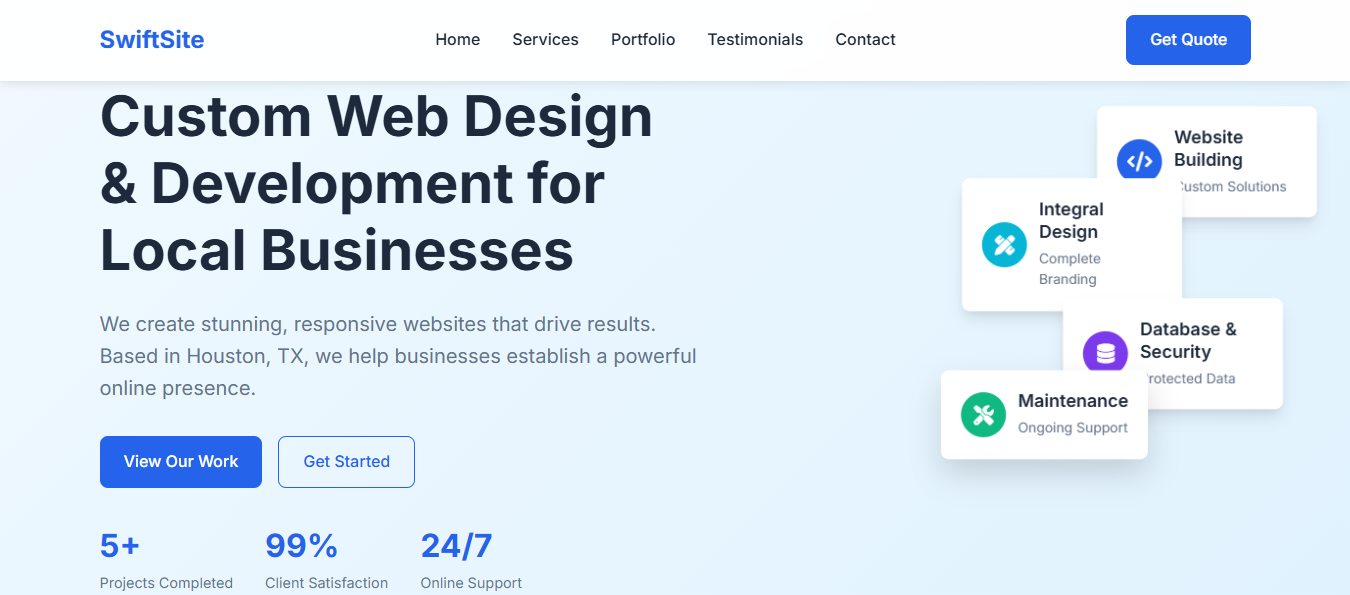 SwiftSite
Home
Services
Portfolio
Testimonials
Contact
Get Quote
Custom Web Design
& Development for
Local Businesses
We create stunning, responsive websites that drive results.
Based in Houston, TX, we help businesses establish a powerful
online presence.
View Our Work
Get Started
5+
Projects Completed
99%
Client Satisfaction
24/7
Online Support
Website
Building
Custom Solutions
Integral
Design
Complete
Branding
Database &
Security
Protected Data
Maintenance
Ongoing Support